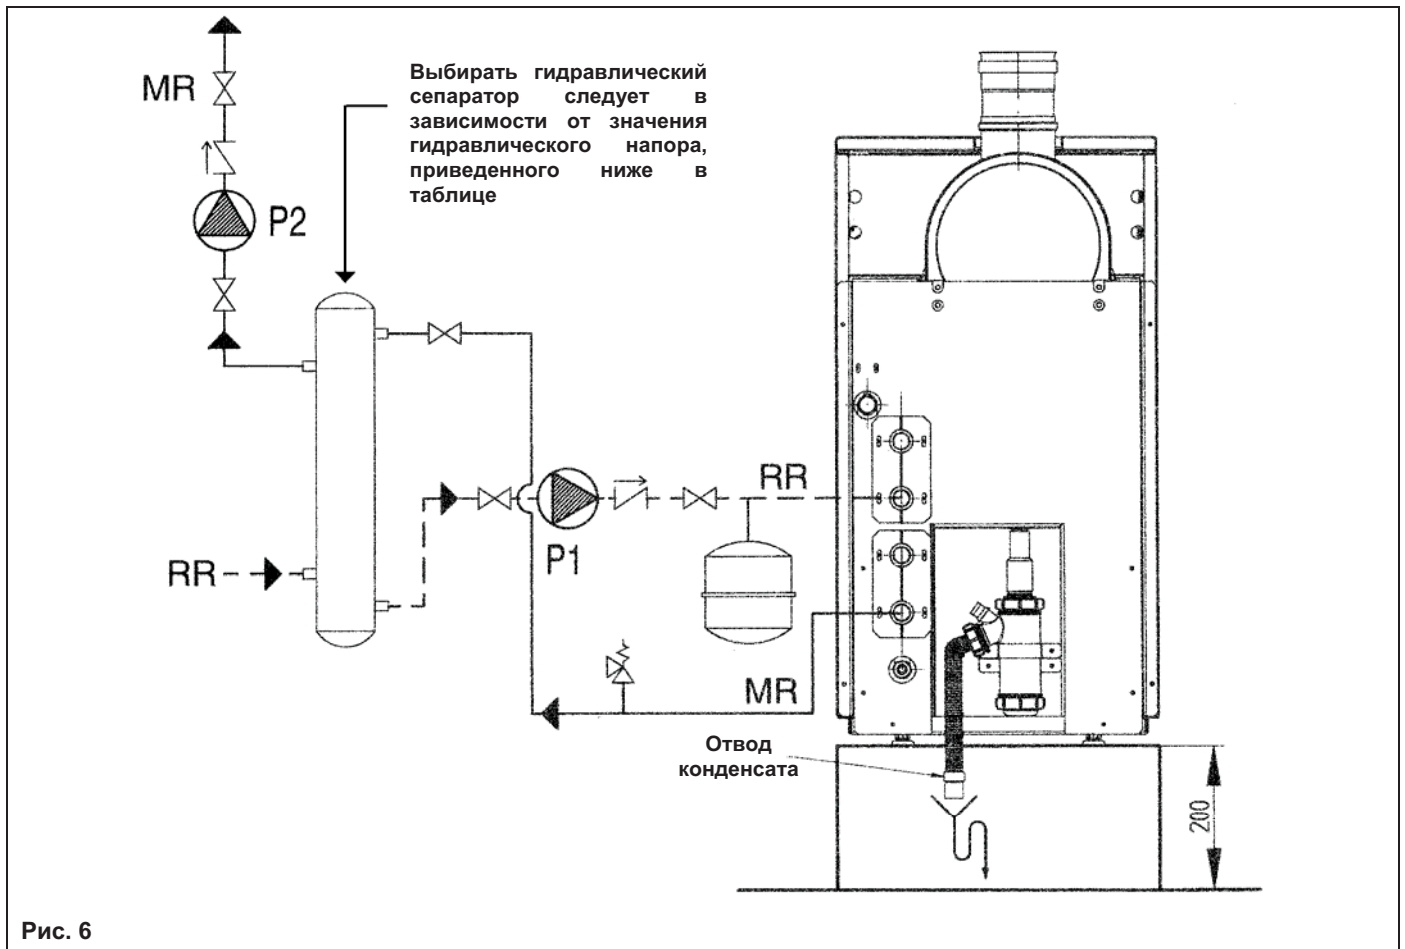 Выбирать гидравлический
сепаратор следует в
зависимости от значения
гидравлического напора,
приведенного ниже в
таблице
MR
P2
RR
P1
RR
MR
Отвод
конденсата
200
Рис. 6